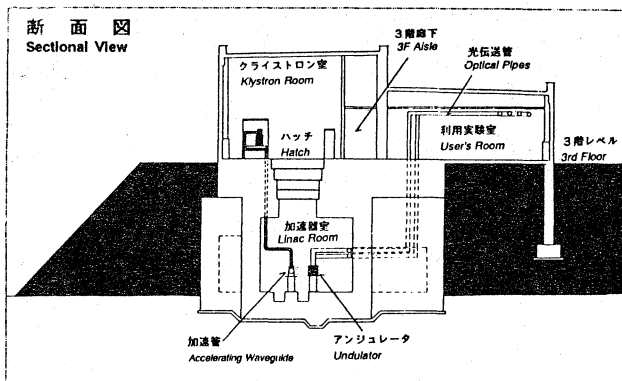 断面図
Sectional View
3階廊下
3F Aisle
光伝送管
Optical Pipes
クライストロン室
Klystron Room
ハッチ
Hatch
利用実験室
User's Room
3階レベル
3rd Floor
加速器室
Linac Room
加速管
Accelerating Waveguide
アンジュレータ
Undulator